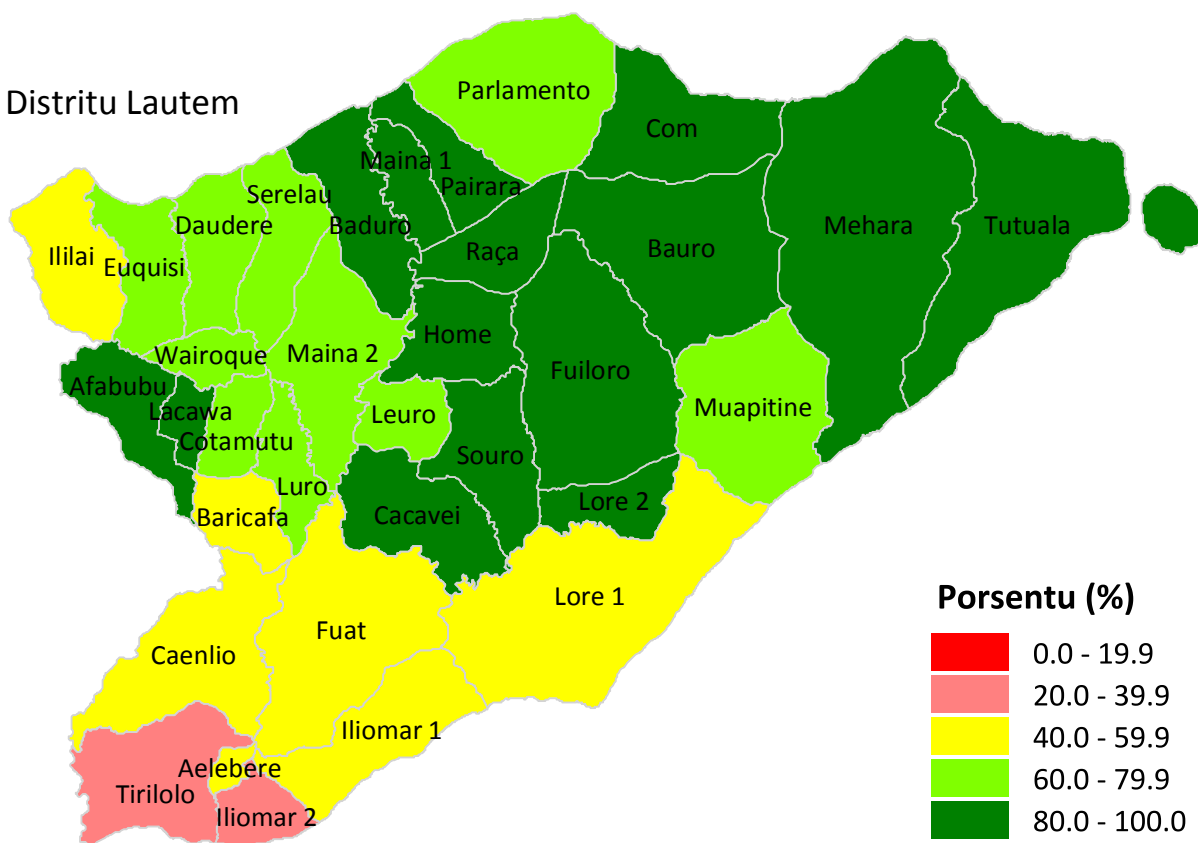 Distritu Lautem
Parlamento
Com
Maina 1
Pairara
Serelau
Daudere
Baduro
Raça
Bauro
Mehara
Tutuala
Ililai
Euquisi
Home
Wairoque
Maina 2
Fuiloro
Afabubu
Lacawa
Leuro
Muapitine
Cotamutu
Souro
Luro
Lore 2
Baricafa
Cacavei
Lore 1
Fuat
Caenlio
Iliomar 1
Aelebere
Tirilolo
Iliomar 2
Porsentu (%)
0.0 - 19.9
20.0 - 39.9
40.0 - 59.9
60.0 - 79.9
80.0 - 100.0